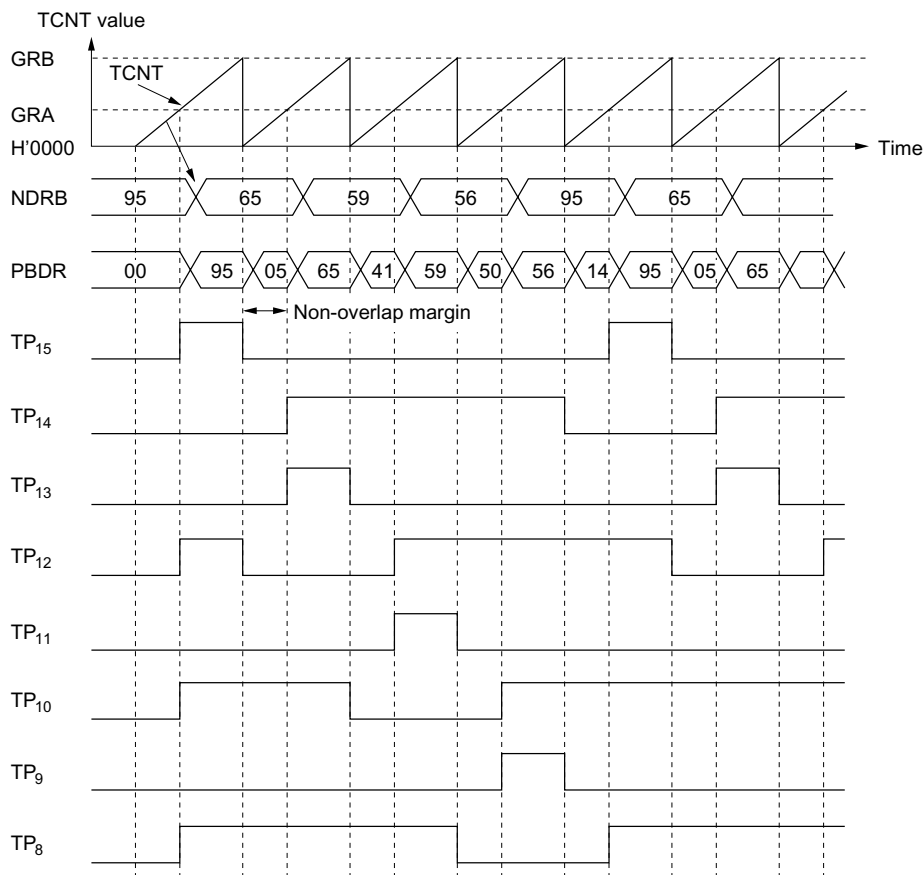 TCNT value
GRB
TCNT
GRA
H'0000
Time
NDRB 95 65 59 56 95 65
PBDR 00 95 05 65 41 59 50 56 14 95 05 65
Non-overlap margin
TP15
TP14
TP13
TP12
TP11
TP10
TP9
TP8